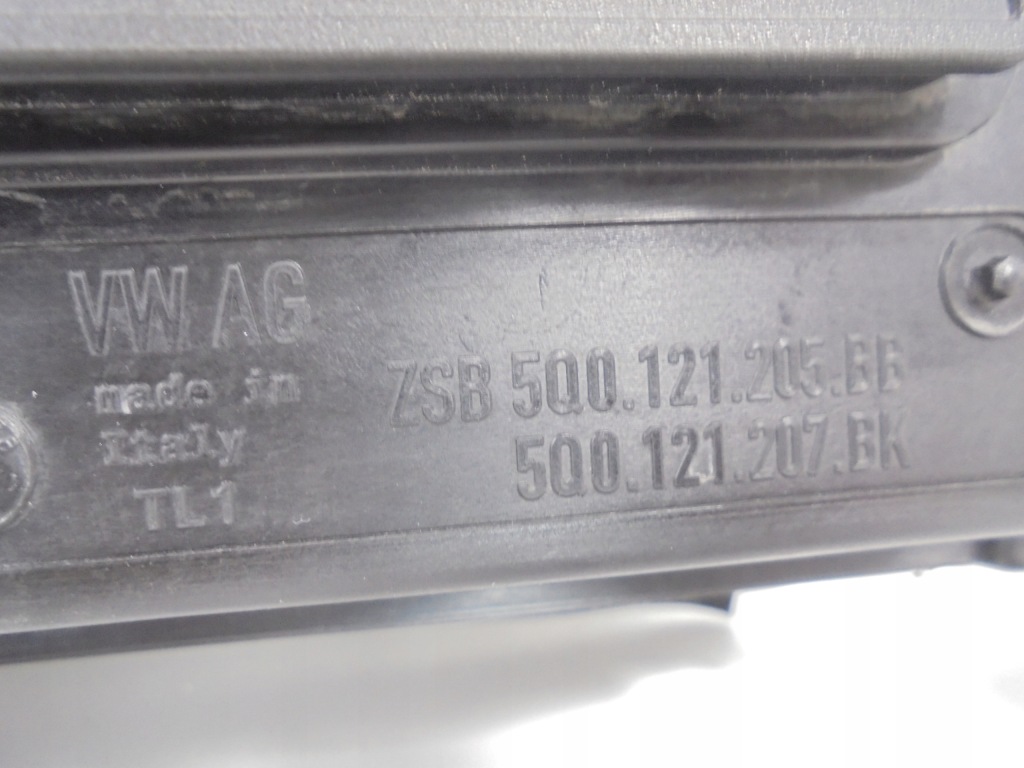 VW AG
made in
Italy
TL1
ZSB 5Q0.121.205.BB
5Q0.121.207.BK